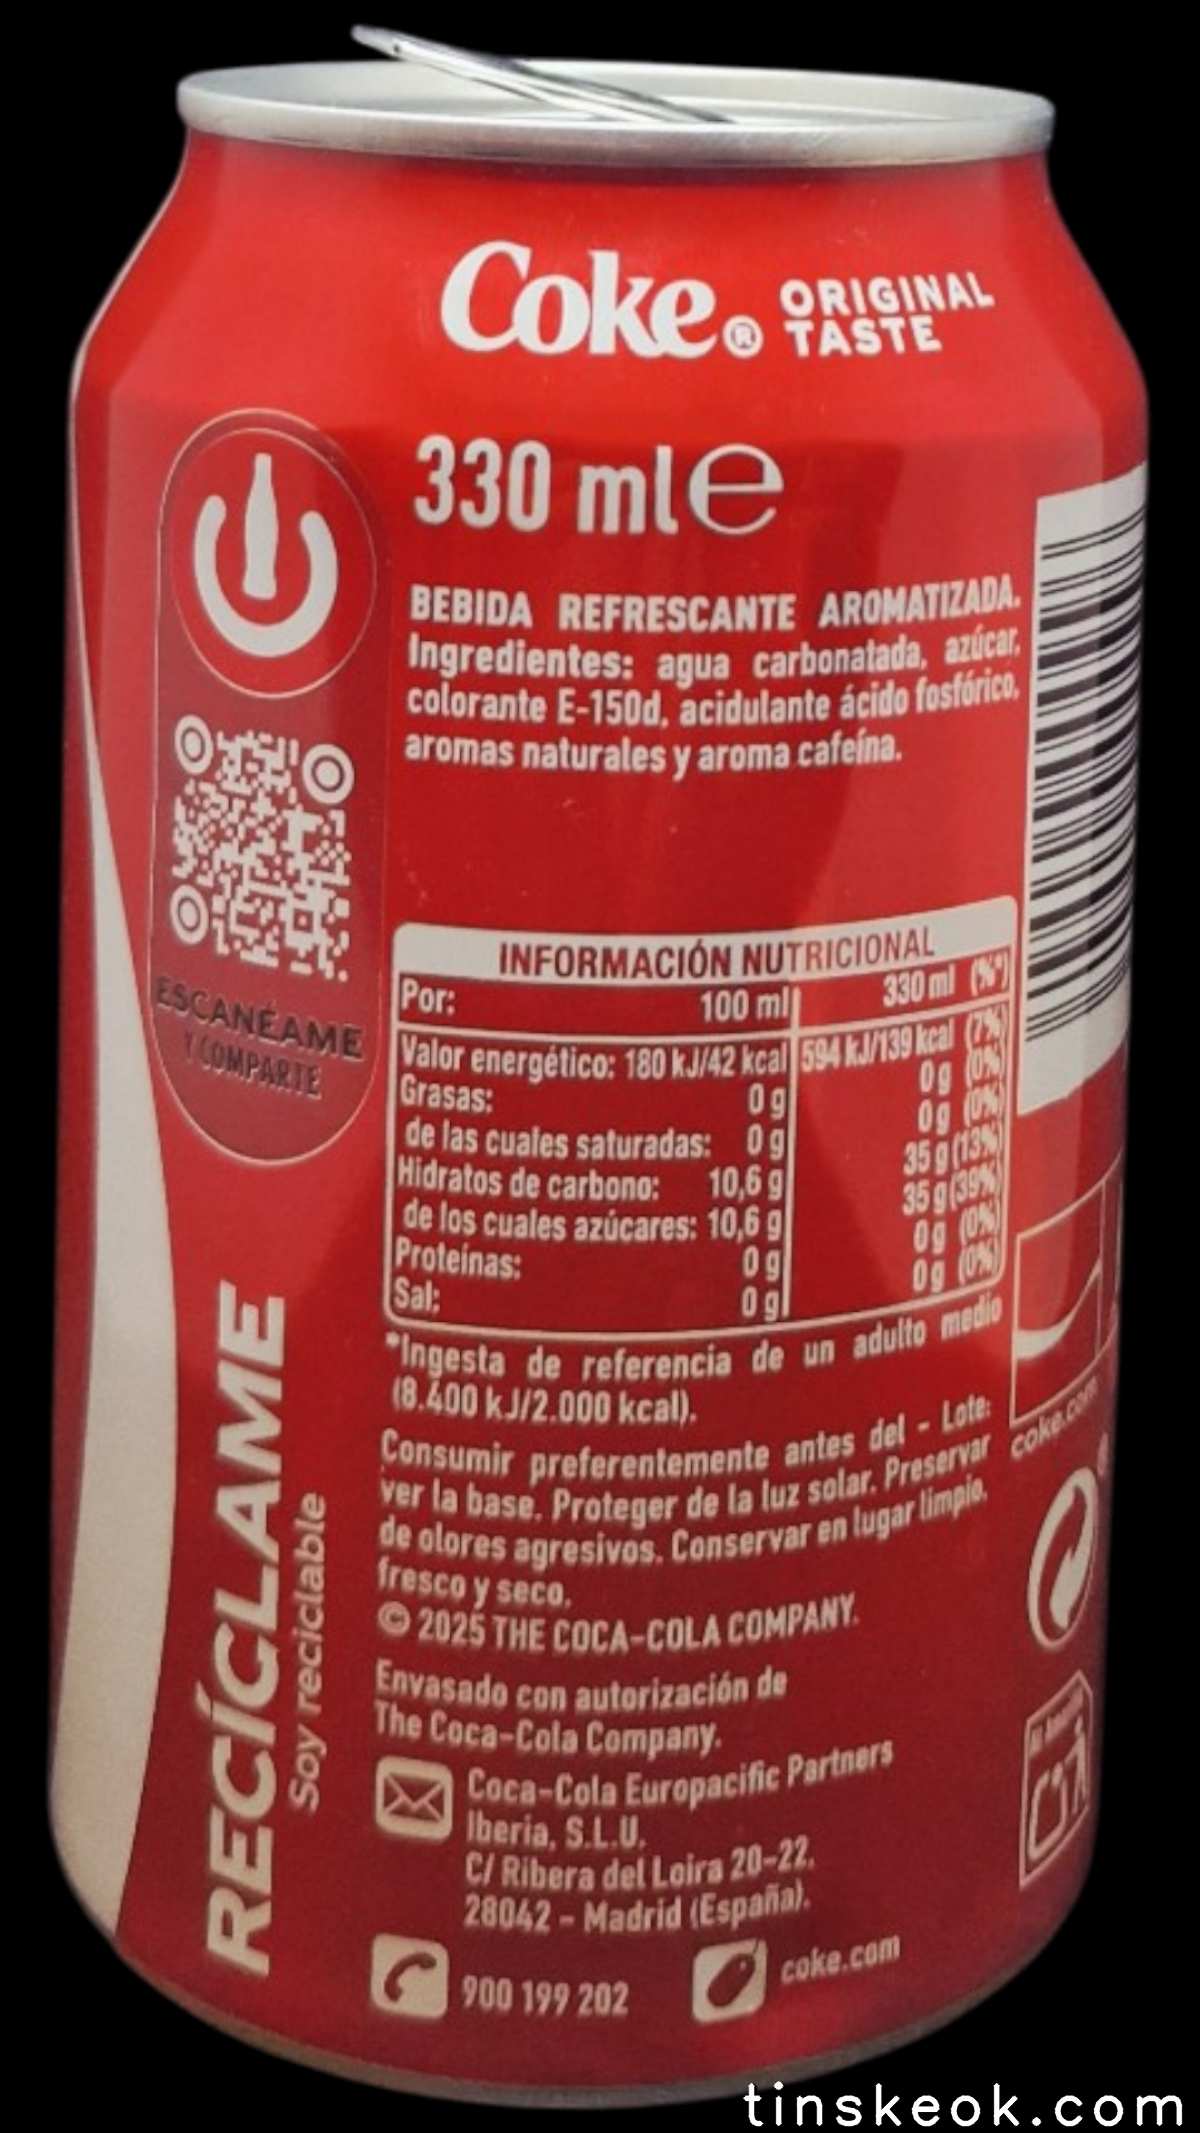 Coke® ORIGINAL
TASTE
330 ml e
BEBIDA REFRESCANTE AROMATIZADA.
Ingredientes: agua carbonatada, azúcar,
colorante E-150d, acidulante ácido fosfórico,
aromas naturales y aroma cafeína.
ESCANÉAME
Y COMPARTE
INFORMACIÓN NUTRICIONAL
Por: 100 ml 330 ml (%*)
Valor energético: 180 kJ/42 kcal 594 kJ/139 kcal (7%)
Grasas: 0 g 0 g (0%)
de las cuales saturadas: 0 g 0 g (0%)
Hidratos de carbono: 10,6 g 35 g (13%)
de los cuales azúcares: 10,6 g 35 g (39%)
Proteínas: 0 g 0 g (0%)
Sal: 0 g 0 g (0%)
*Ingesta de referencia de un adulto medio
(8.400 kJ/2.000 kcal).
Consumir preferentemente antes del - Lote:
ver la base. Proteger de la luz solar. Preservar
de olores agresivos. Conservar en lugar limpio,
fresco y seco.
© 2025 THE COCA-COLA COMPANY.
Envasado con autorización de
The Coca-Cola Company.
Coca-Cola Europacific Partners
Iberia, S.L.U.
C/ Ribera del Loira 20-22.
28042 - Madrid (España).
900 199 202
coke.com
RECÍCLAME
Soy reciclable
coke.com
tinskeok.com